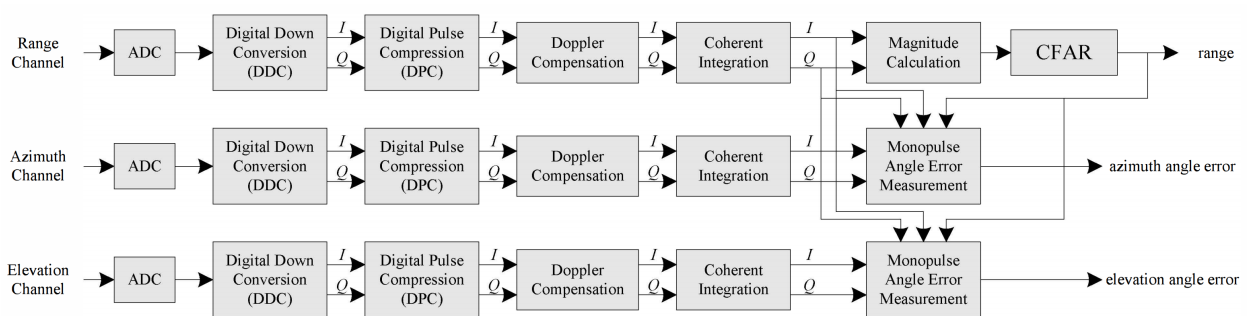 Range
Channel
ADC
Digital Down
Conversion
(DDC)
I
Q
Digital Pulse
Compression
(DPC)
I
Q
Doppler
Compensation
I
Q
Coherent
Integration
I
Q
Magnitude
Calculation
CFAR
range
Azimuth
Channel
ADC
Digital Down
Conversion
(DDC)
I
Q
Digital Pulse
Compression
(DPC)
I
Q
Doppler
Compensation
I
Q
Coherent
Integration
I
Q
Monopulse
Angle Error
Measurement
azimuth angle error
Elevation
Channel
ADC
Digital Down
Conversion
(DDC)
I
Q
Digital Pulse
Compression
(DPC)
I
Q
Doppler
Compensation
I
Q
Coherent
Integration
I
Q
Monopulse
Angle Error
Measurement
elevation angle error